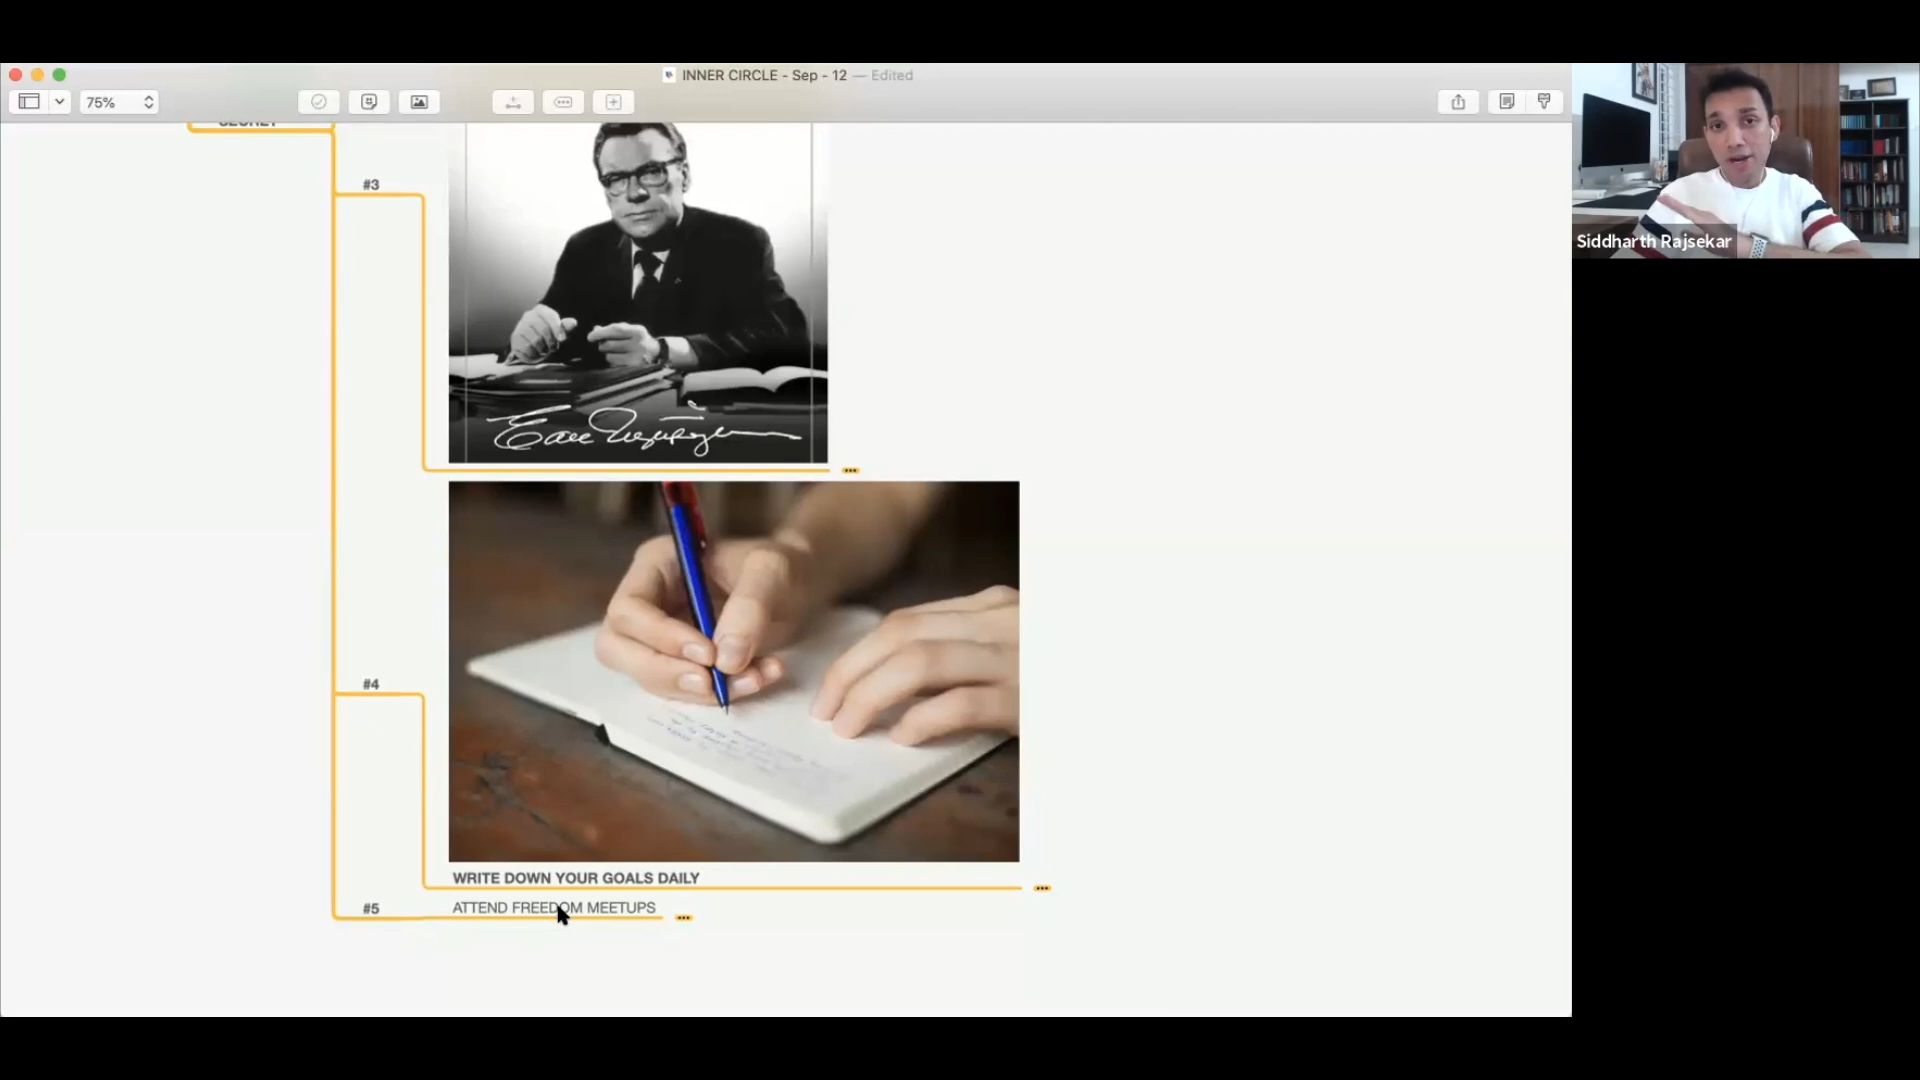 INNER CIRCLE - Sep - 12 — Edited
75%
#3
Siddharth Rajsekar
#4
WRITE DOWN YOUR GOALS DAILY
#5
ATTEND FREEDOM MEETUPS